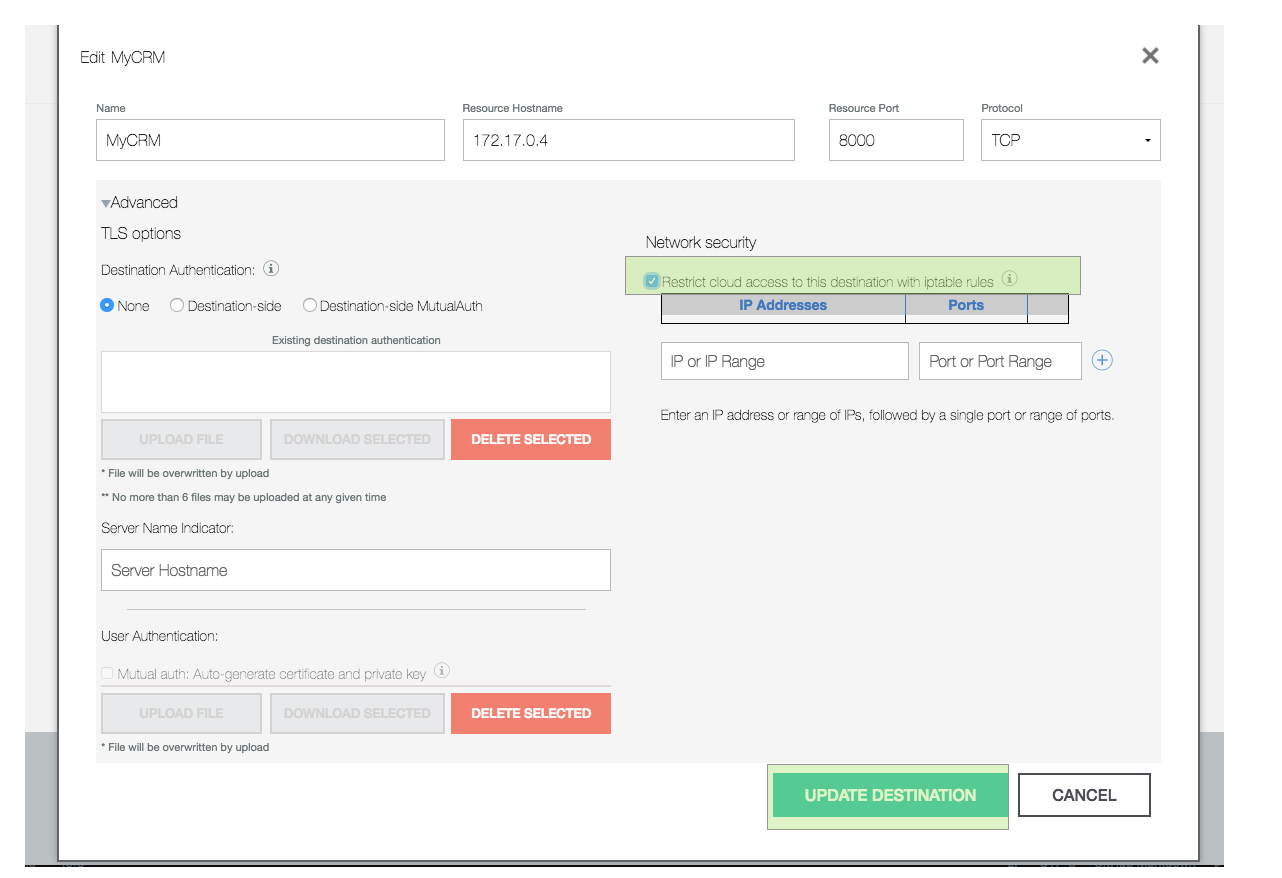 Edit MyCRM
Name
Resource Hostname
Resource Port
Protocol
MyCRM
172.17.0.4
8000
TCP
Advanced
TLS options
Destination Authentication:
None
Destination-side
Destination-side MutualAuth
Existing destination authentication
UPLOAD FILE
DOWNLOAD SELECTED
DELETE SELECTED
* File will be overwritten by upload
** No more than 6 files may be uploaded at any given time
Server Name Indicator:
Server Hostname
User Authentication:
Mutual auth: Auto-generate certificate and private key
UPLOAD FILE
DOWNLOAD SELECTED
DELETE SELECTED
* File will be overwritten by upload
Network security
Restrict cloud access to this destination with iptable rules
IP Addresses
Ports
IP or IP Range
Port or Port Range
Enter an IP address or range of IPs, followed by a single port or range of ports.
UPDATE DESTINATION
CANCEL